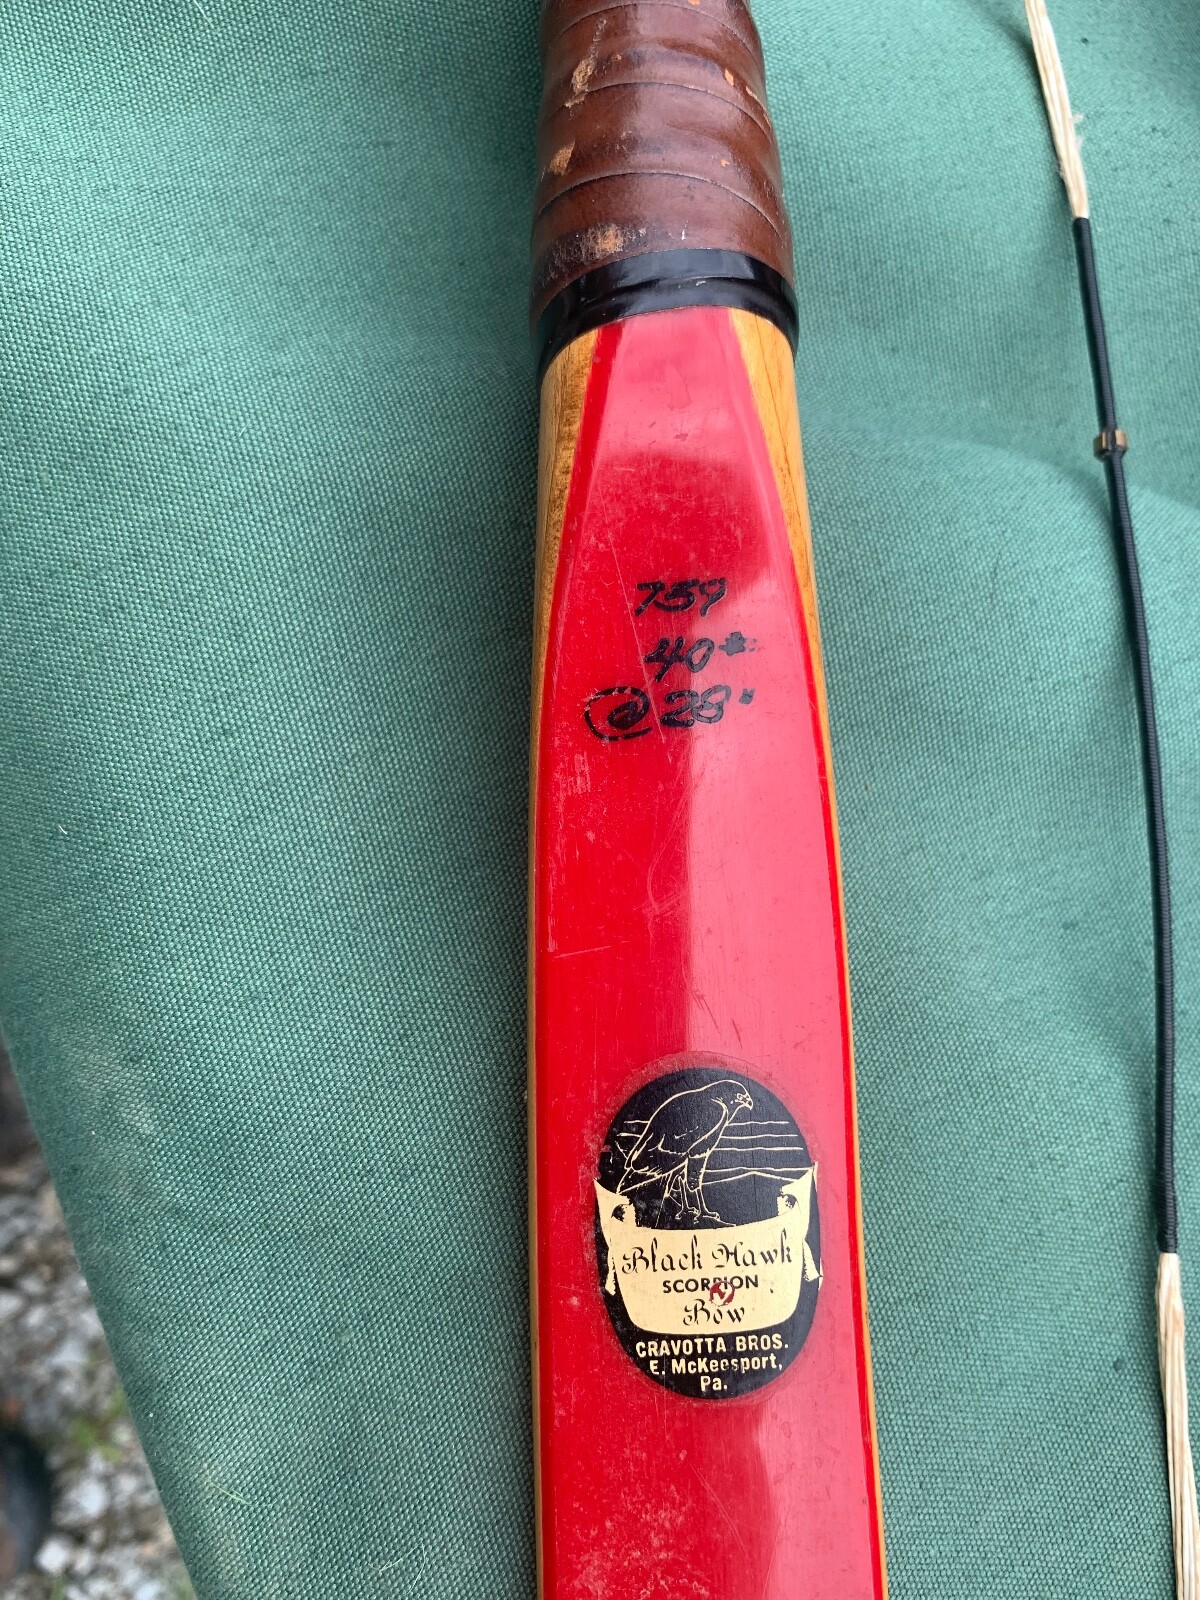 759
40#
@28"
Black Hawk
SCORPION
Bow
CRAVOTTA BROS.
E. McKeesport,
Pa.